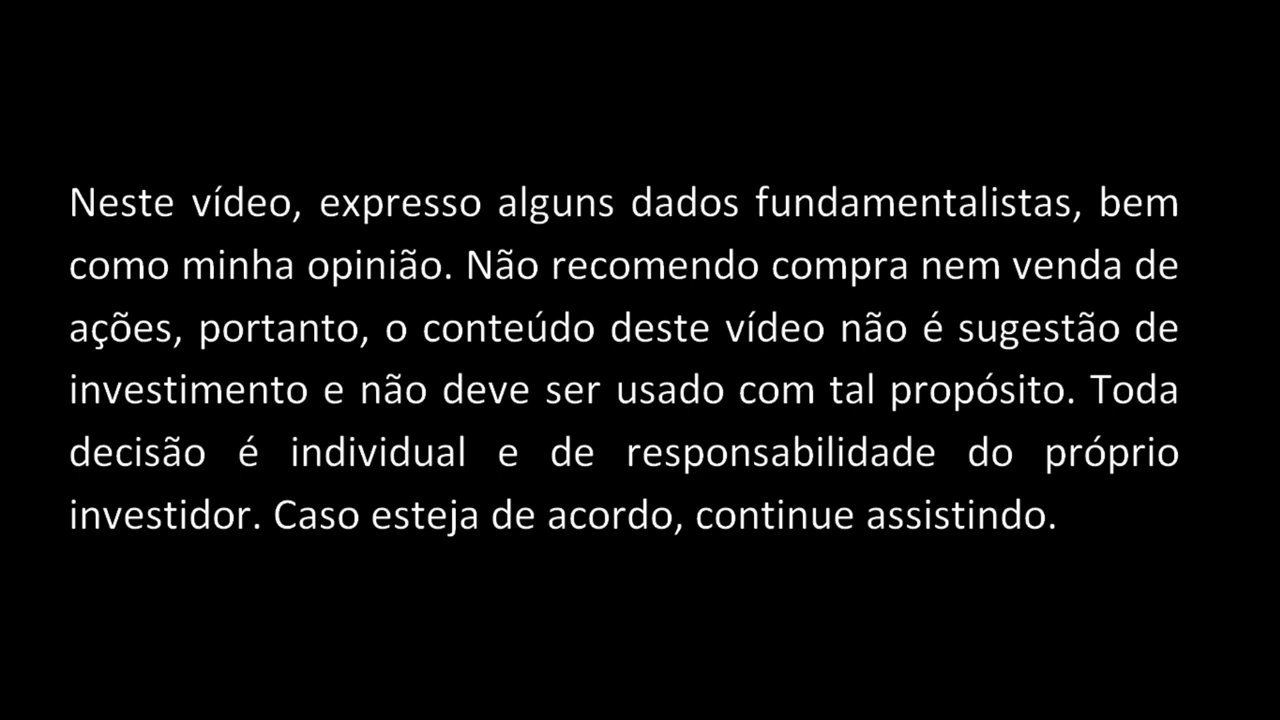 Neste vídeo, expresso alguns dados fundamentalistas, bem
como minha opinião. Não recomendo compra nem venda de
ações, portanto, o conteúdo deste vídeo não é sugestão de
investimento e não deve ser usado com tal propósito. Toda
decisão é individual e de responsabilidade do próprio
investidor. Caso esteja de acordo, continue assistindo.